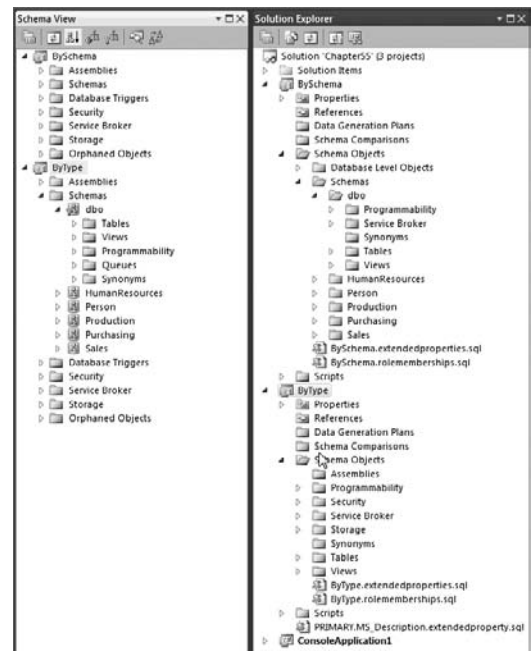 Schema View
BySchema
Assemblies
Schemas
Database Triggers
Security
Service Broker
Storage
Orphaned Objects
ByType
Assemblies
Schemas
dbo
Tables
Views
Programmability
Queues
Synonyms
HumanResources
Person
Production
Purchasing
Sales
Database Triggers
Security
Service Broker
Storage
Orphaned Objects
Solution Explorer
Solution 'Chapter55' (3 projects)
Solution Items
BySchema
Properties
References
Data Generation Plans
Schema Comparisons
Schema Objects
Database Level Objects
Schemas
dbo
Programmability
Service Broker
Synonyms
Tables
Views
HumanResources
Person
Production
Purchasing
Sales
BySchema.extendedproperties.sql
BySchema.rolememberships.sql
Scripts
ByType
Properties
References
Data Generation Plans
Schema Comparisons
Schema Objects
Assemblies
Programmability
Security
Service Broker
Storage
Synonyms
Tables
Views
ByType.extendedproperties.sql
ByType.rolememberships.sql
Scripts
PRIMARY.MS_Description.extendedproperty.sql
ConsoleApplication1